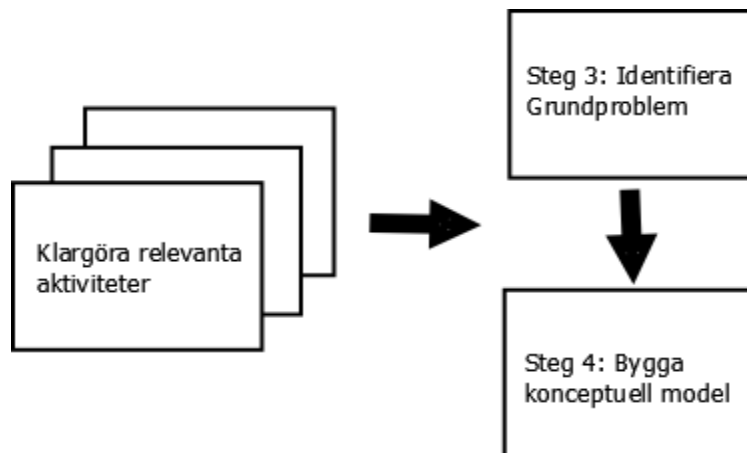 Klargöra relevanta
aktiviteter
Steg 3: Identifiera
Grundproblem
Steg 4: Bygga
konceptuell model